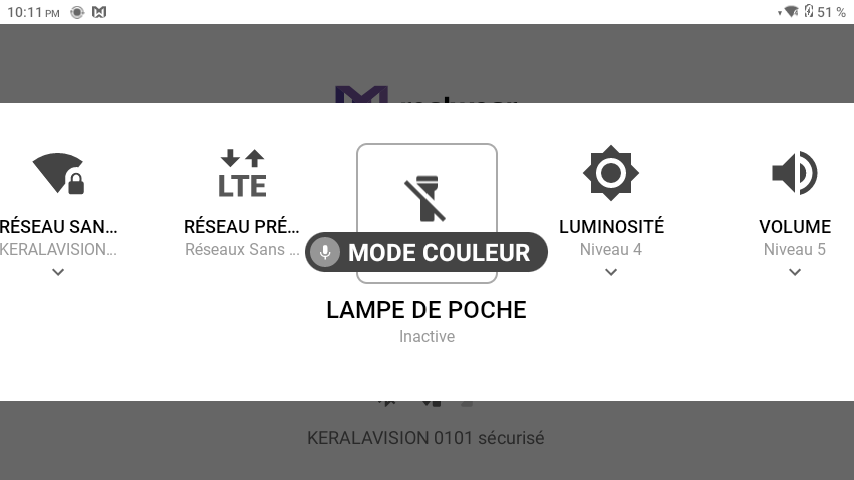 10:11 PM
51 %
RÉSEAU SAN...
KERALAVISION...
RÉSEAU PRÉ...
Réseaux Sans ...
LTE
MODE COULEUR
LAMPE DE POCHE
Inactive
LUMINOSITÉ
Niveau 4
VOLUME
Niveau 5
KERALAVISION 0101 sécurisé